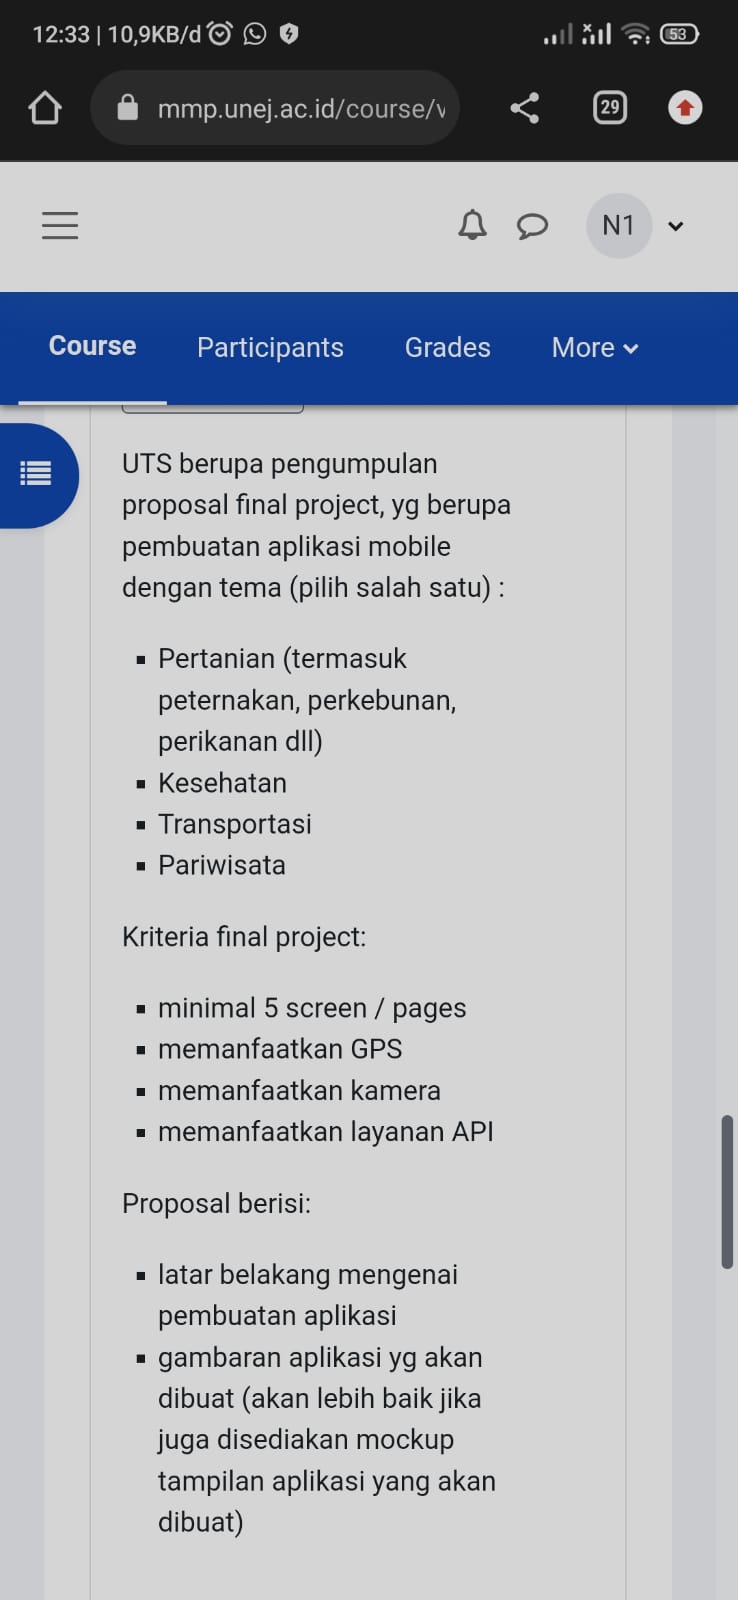 12:33 | 10,9KB/d
53
mmp.unej.ac.id/course/v
29
N1
Course Participants Grades More
UTS berupa pengumpulan
proposal final project, yg berupa
pembuatan aplikasi mobile
dengan tema (pilih salah satu) :
▪ Pertanian (termasuk
peternakan, perkebunan,
perikanan dll)
▪ Kesehatan
▪ Transportasi
▪ Pariwisata
Kriteria final project:
▪ minimal 5 screen / pages
▪ memanfaatkan GPS
▪ memanfaatkan kamera
▪ memanfaatkan layanan API
Proposal berisi:
▪ latar belakang mengenai
pembuatan aplikasi
▪ gambaran aplikasi yg akan
dibuat (akan lebih baik jika
juga disediakan mockup
tampilan aplikasi yang akan
dibuat)